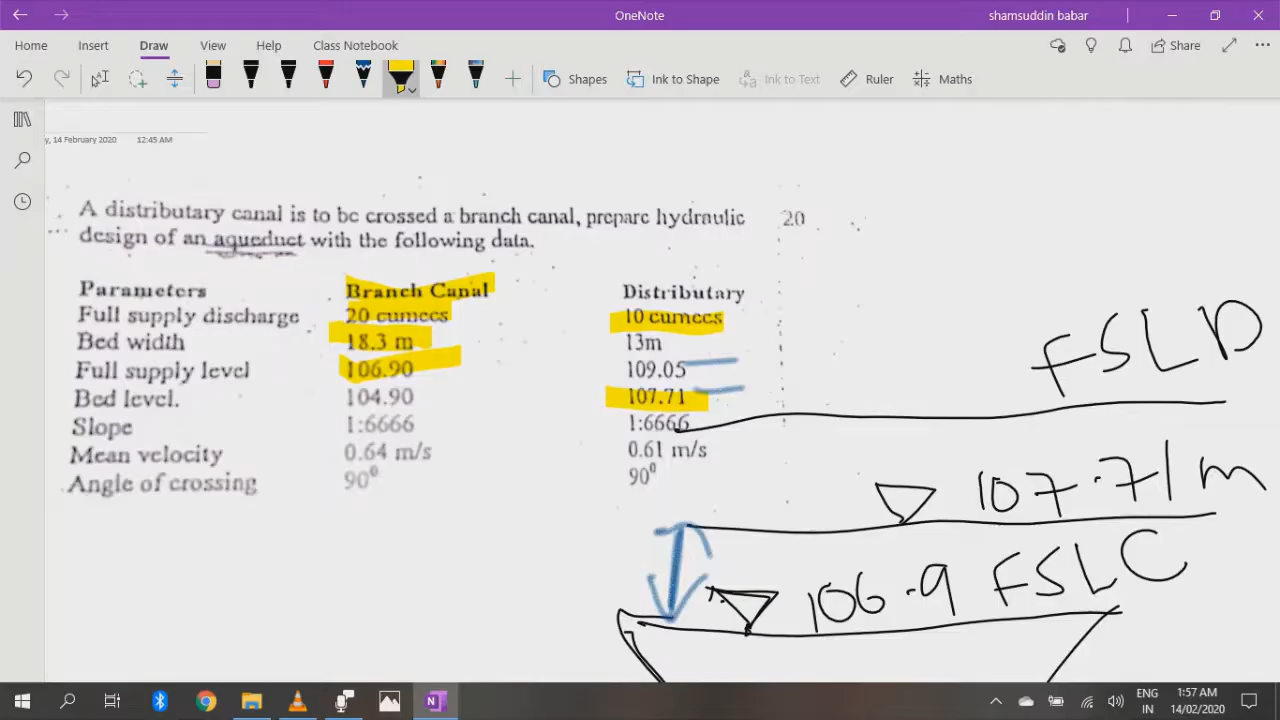 OneNote
shamsuddin babar
Home Insert Draw View Help Class Notebook
Share
Shapes
Ink to Shape
Ink to Text
Ruler
Maths
y, 14 February 2020 12:45 AM
A distributary canal is to be crossed a branch canal, prepare hydraulic 20
design of an aqueduct with the following data.
Parameters Branch Canal Distributary
Full supply discharge 20 cumecs 10 cumecs
Bed width 18.3 m 13m
Full supply level 106.90 109.05
Bed level. 104.90 107.71
Slope 1:6666 1:6666
Mean velocity 0.64 m/s 0.61 m/s
Angle of crossing 90⁰ 90⁰
FSLD
107.71m
106.9 FSLC
ENG 1:57 AM
IN 14/02/2020